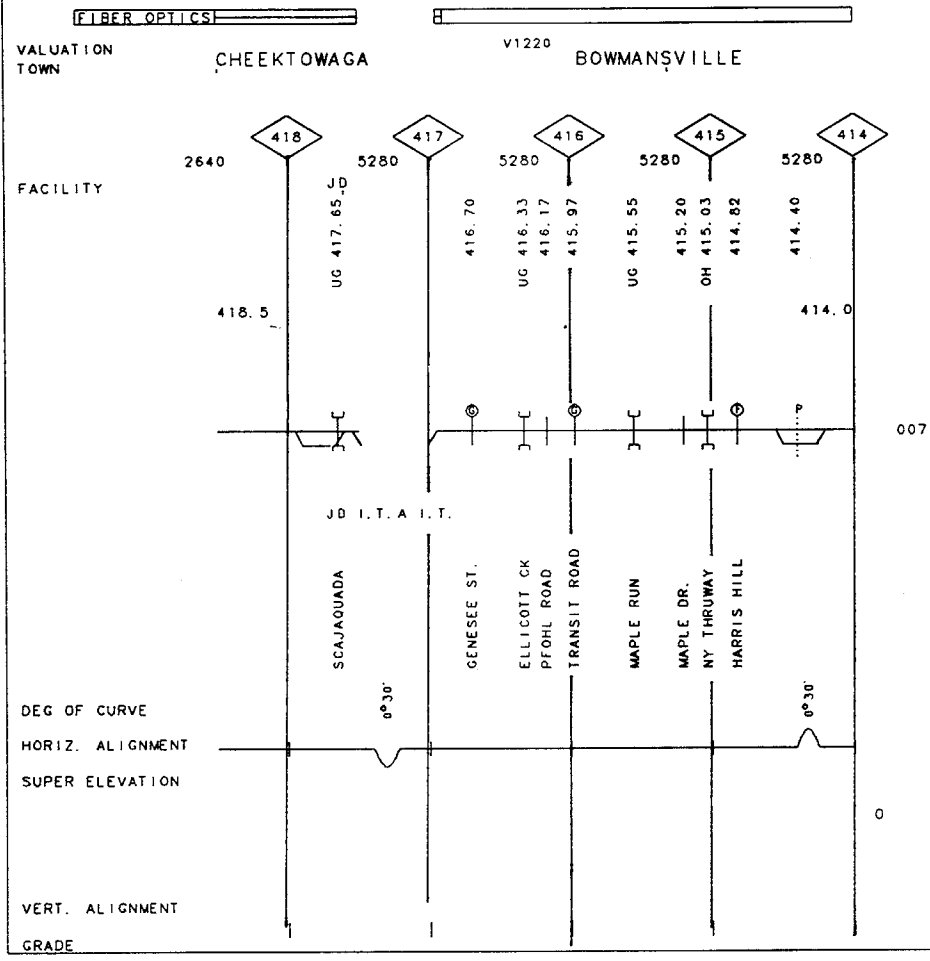 FIBER OPTICS
VALUATION V1220
TOWN CHEEKTOWAGA BOWMANSVILLE
418 417 416 415 414
2640 5280 5280 5280 5280
FACILITY
JD
UG 417.65
416.70
UG 416.33
416.17
415.97
UG 415.55
415.20
OH 415.03
414.82
414.40
418.5 414.0
G G P P
007
JD I.T.A I.T.
SCAJAQUADA
GENESEE ST.
ELLICOTT CK
PFOHL ROAD
TRANSIT ROAD
MAPLE RUN
MAPLE DR.
NY THRUWAY
HARRIS HILL
DEG OF CURVE 0°30' 0°30'
HORIZ. ALIGNMENT
SUPER ELEVATION
0
VERT. ALIGNMENT
GRADE